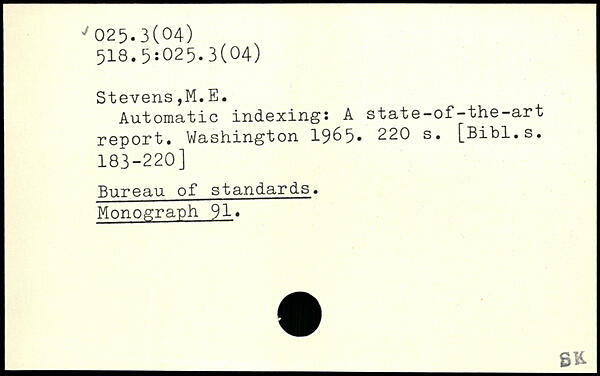 ✓ 025.3(04)
518.5:025.3(04)
Stevens,M.E.
Automatic indexing: A state-of-the-art
report. Washington 1965. 220 s. [Bibl.s.
183-220]
Bureau of standards.
Monograph 91.
SK